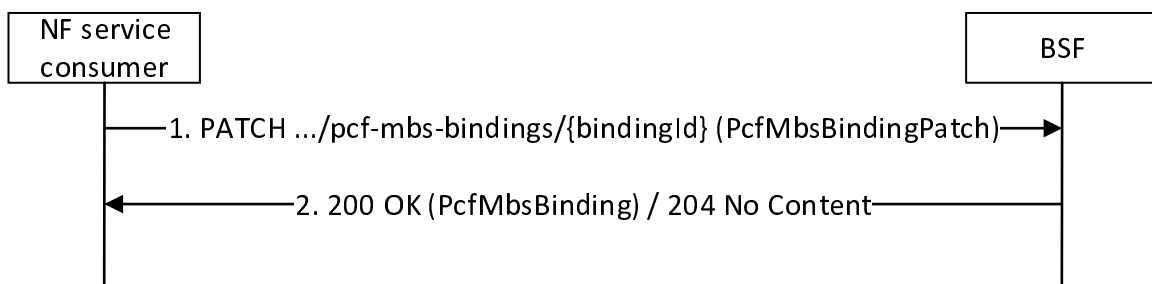 NF service
consumer
BSF
1. PATCH .../pcf-mbs-bindings/{bindingId} (PcfMbsBindingPatch)
2. 200 OK (PcfMbsBinding) / 204 No Content